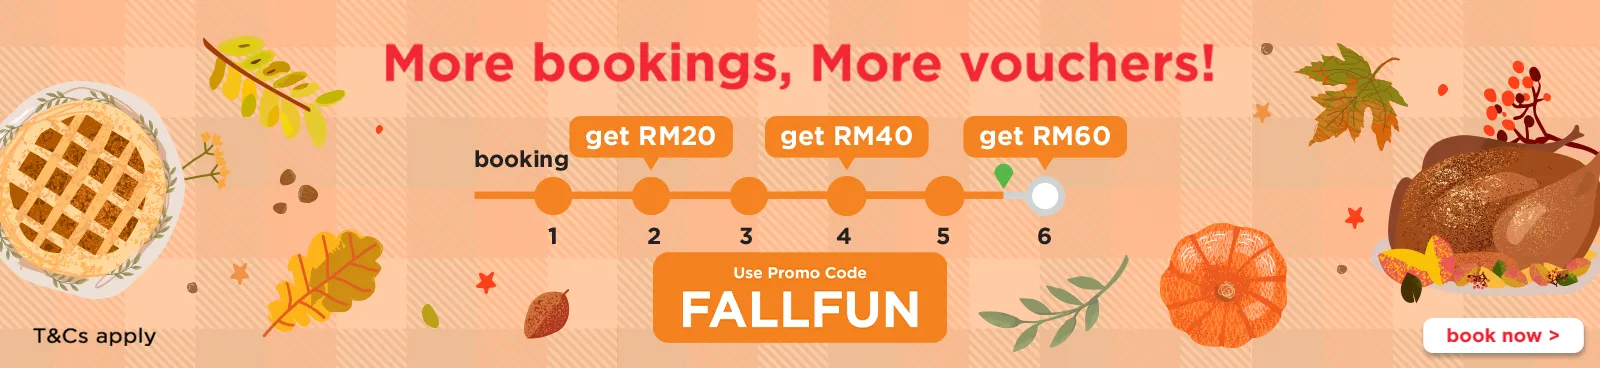 More bookings, More vouchers!
get RM20 get RM40 get RM60
booking
1 2 3 4 5 6
Use Promo Code
FALLFUN
T&Cs apply
book now >